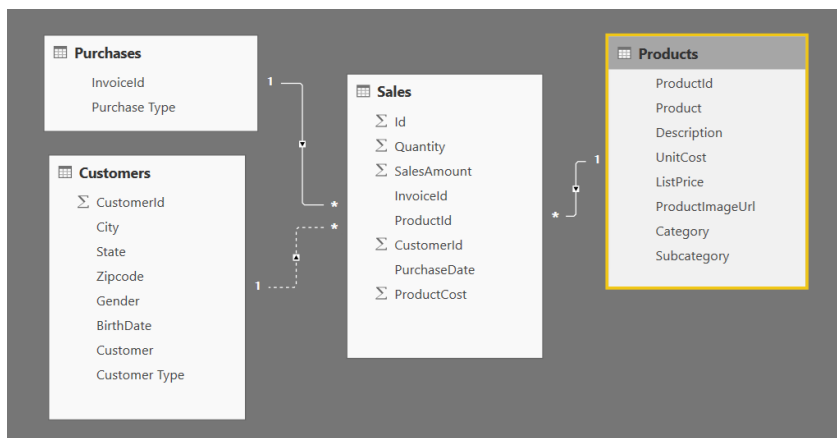 Purchases
InvoiceId
Purchase Type
Customers
Σ CustomerId
City
State
Zipcode
Gender
BirthDate
Customer
Customer Type
1
*
*
1
Sales
Σ Id
Σ Quantity
Σ SalesAmount
InvoiceId
ProductId
Σ CustomerId
PurchaseDate
Σ ProductCost
1
*
Products
ProductId
Product
Description
UnitCost
ListPrice
ProductImageUrl
Category
Subcategory